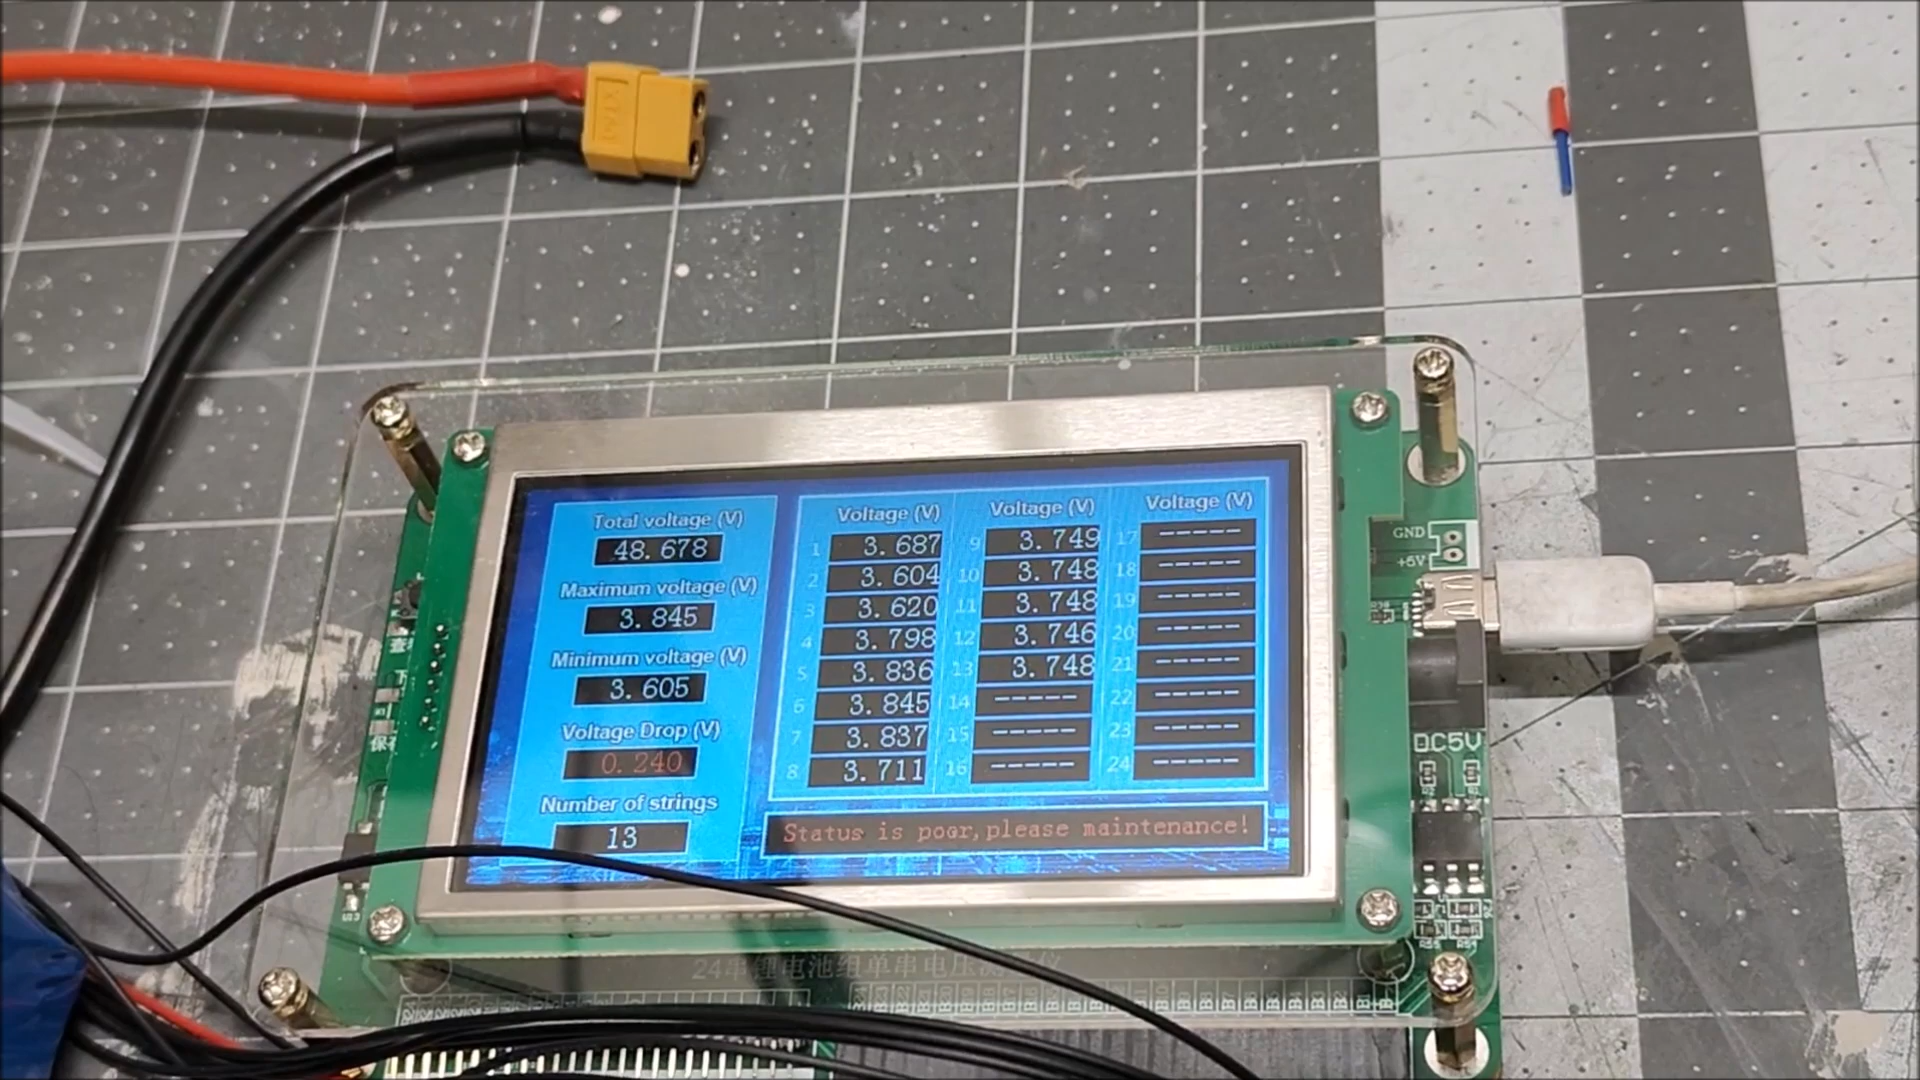 XT60
Total voltage (V)
48.678
Maximum voltage (V)
3.845
Minimum voltage (V)
3.605
Voltage Drop (V)
0.240
Number of strings
13
Voltage (V)
1 3.687
2 3.604
3 3.620
4 3.798
5 3.836
6 3.845
7 3.837
8 3.711
Voltage (V)
9 3.749
10 3.748
11 3.748
12 3.746
13 3.748
14 -----
15 -----
16 -----
Voltage (V)
17 -----
18 -----
19 -----
20 -----
21 -----
22 -----
23 -----
24 -----
Status is poor,please maintenance!
GND
+5V
DC5V
U13
R55 R54
24串锂电池组单串电压测